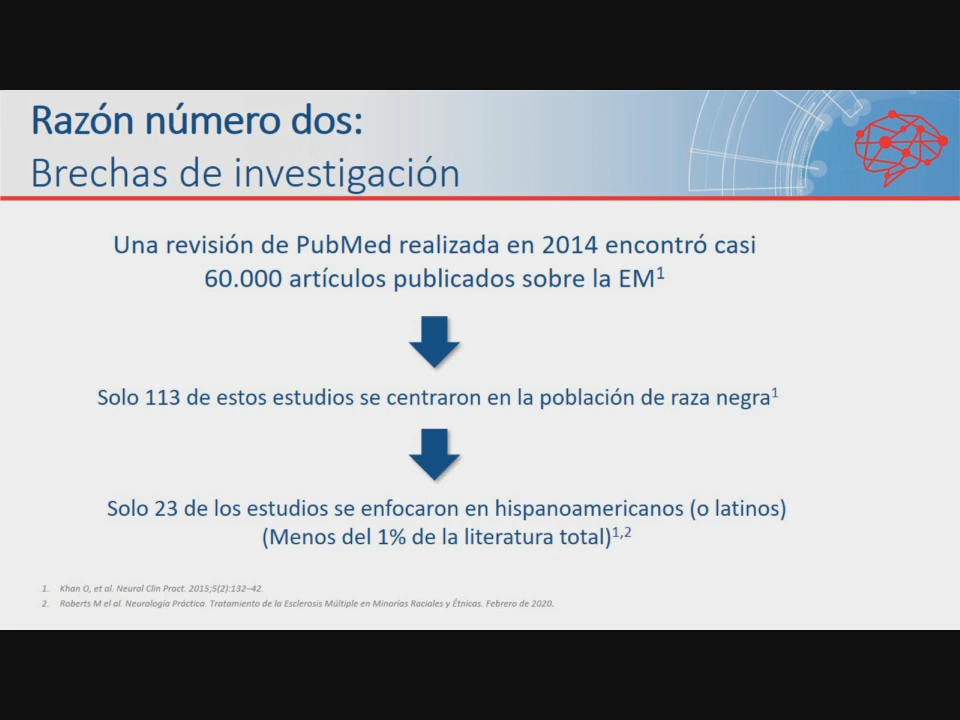 Razón número dos:
Brechas de investigación
Una revisión de PubMed realizada en 2014 encontró casi
60.000 artículos publicados sobre la EM¹
Solo 113 de estos estudios se centraron en la población de raza negra¹
Solo 23 de los estudios se enfocaron en hispanoamericanos (o latinos)
(Menos del 1% de la literatura total)¹,²
1. Khan O, et al. Neurol Clin Pract. 2015;5(2):132–42.
2. Roberts M el al. Neurología Práctica. Tratamiento de la Esclerosis Múltiple en Minorías Raciales y Étnicas. Febrero de 2020.